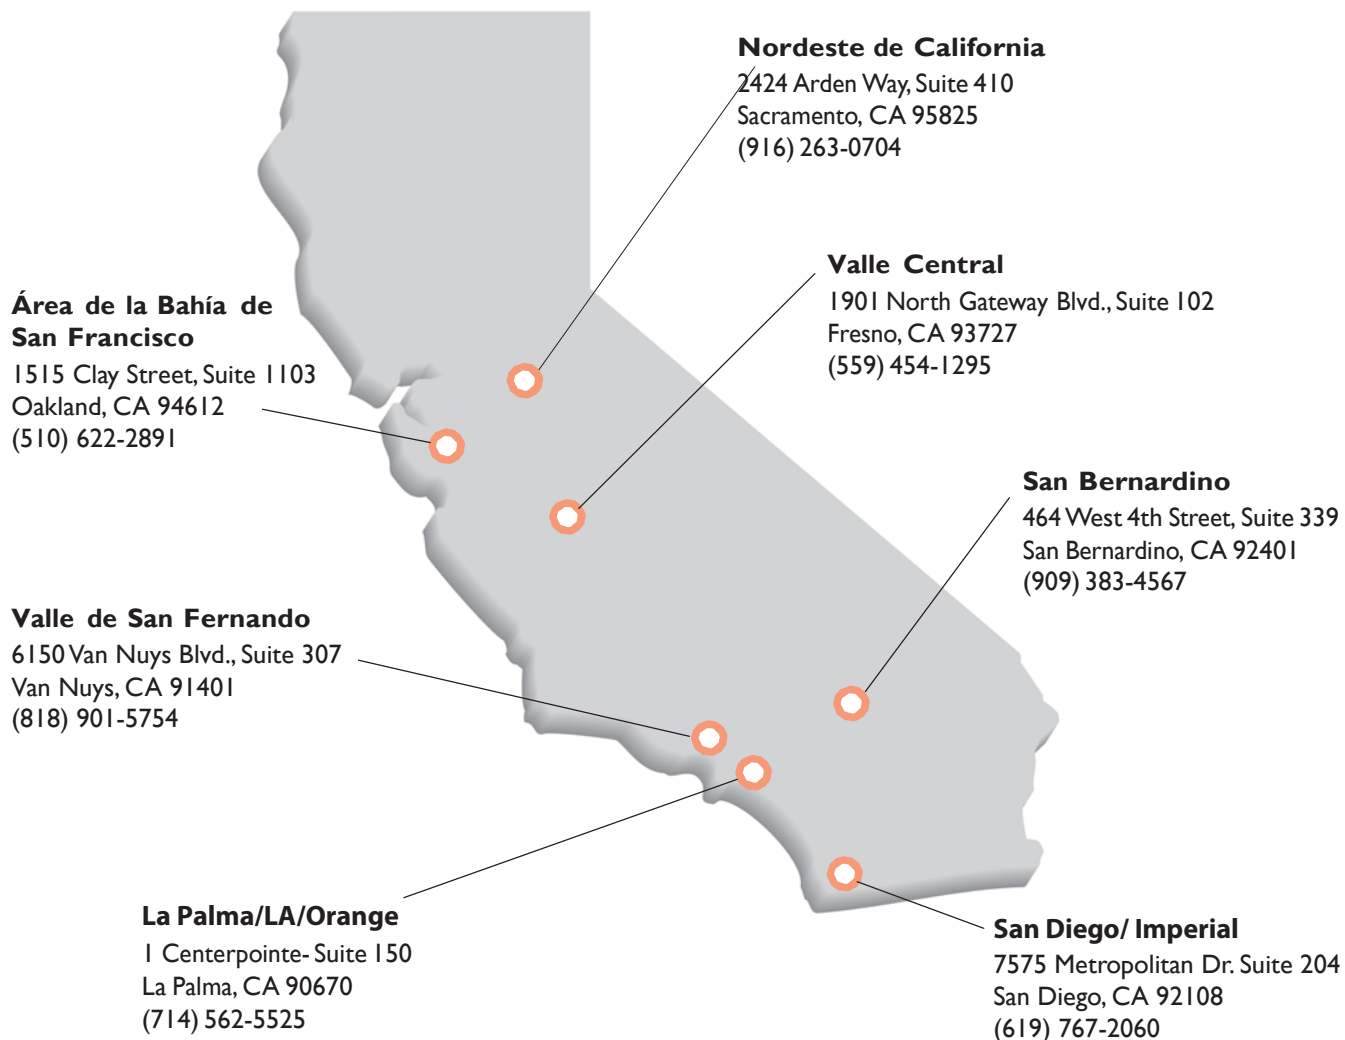 Nordeste de California
2424 Arden Way, Suite 410
Sacramento, CA 95825
(916) 263-0704
Valle Central
1901 North Gateway Blvd., Suite 102
Fresno, CA 93727
(559) 454-1295
Área de la Bahía de
San Francisco
1515 Clay Street, Suite 1103
Oakland, CA 94612
(510) 622-2891
San Bernardino
464 West 4th Street, Suite 339
San Bernardino, CA 92401
(909) 383-4567
Valle de San Fernando
6150 Van Nuys Blvd., Suite 307
Van Nuys, CA 91401
(818) 901-5754
La Palma/LA/Orange
1 Centerpointe- Suite 150
La Palma, CA 90670
(714) 562-5525
San Diego/ Imperial
7575 Metropolitan Dr. Suite 204
San Diego, CA 92108
(619) 767-2060